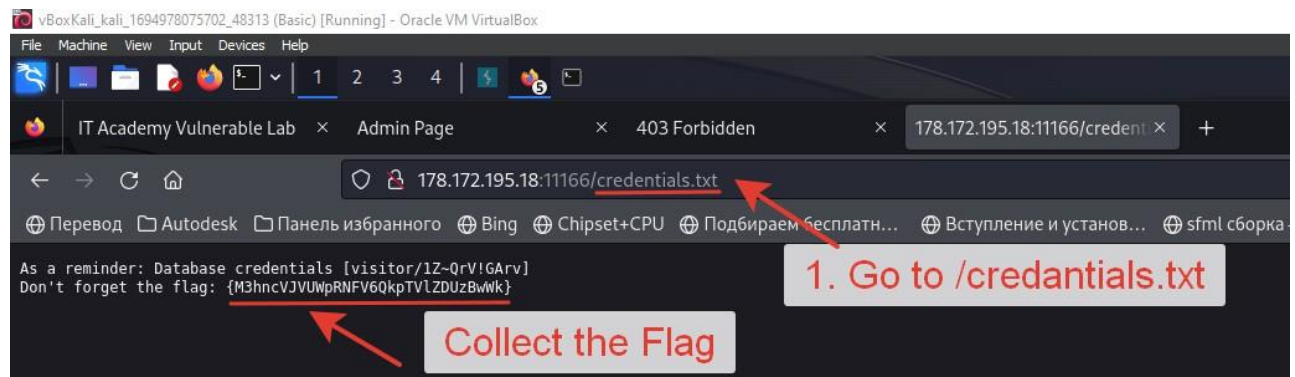 vBoxKali_kali_1694978075702_48313 (Basic) [Running] - Oracle VM VirtualBox
File Machine View Input Devices Help
1 2 3 4 5
IT Academy Vulnerable Lab × Admin Page × 403 Forbidden × 178.172.195.18:11166/credent × +
178.172.195.18:11166/credentials.txt
Перевод Autodesk Панель избранного Bing Chipset+CPU Подбираем бесплатн... Вступление и установ... sfml сборка
As a reminder: Database credentials [visitor/1Z~QrV!GArv]
Don't forget the flag: {M3hncVJVUWpRNFV6QkpTVlZDUzBwWk}
1. Go to /credantials.txt
Collect the Flag